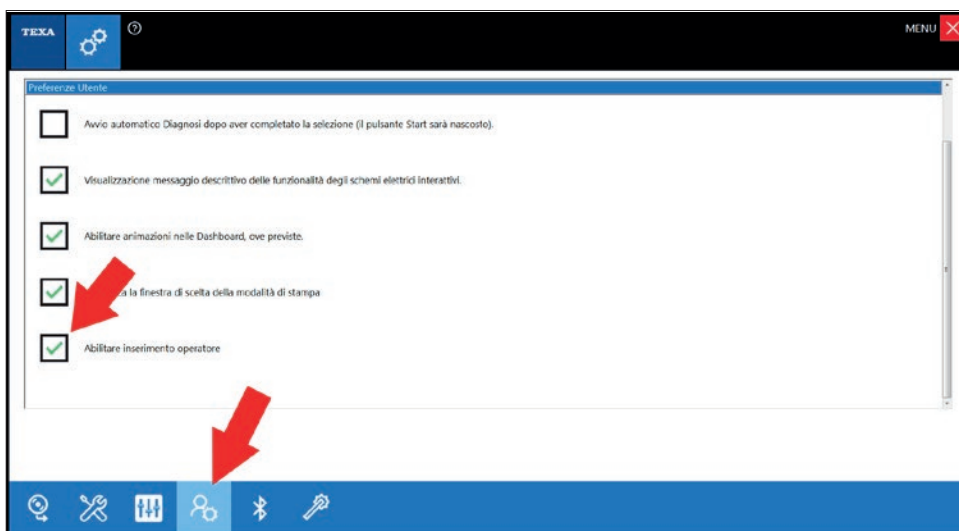 TEXA
MENU
Preferenze Utente
Avvio automatico Diagnosi dopo aver completato la selezione (il pulsante Start sarà nascosto).
Visualizzazione messaggio descrittivo delle funzionalità degli schemi elettrici interattivi.
Abilitare animazioni nelle Dashboard, ove previste.
la finestra di scelta della modalità di stampa
Abilitare inserimento operatore